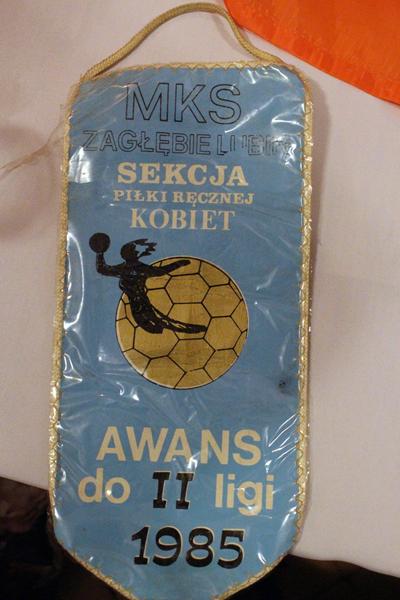 MKS
ZAGŁĘBIE LUBIN
SEKCJA
PIŁKI RĘCZNEJ
KOBIET
AWANS
do II ligi
1985